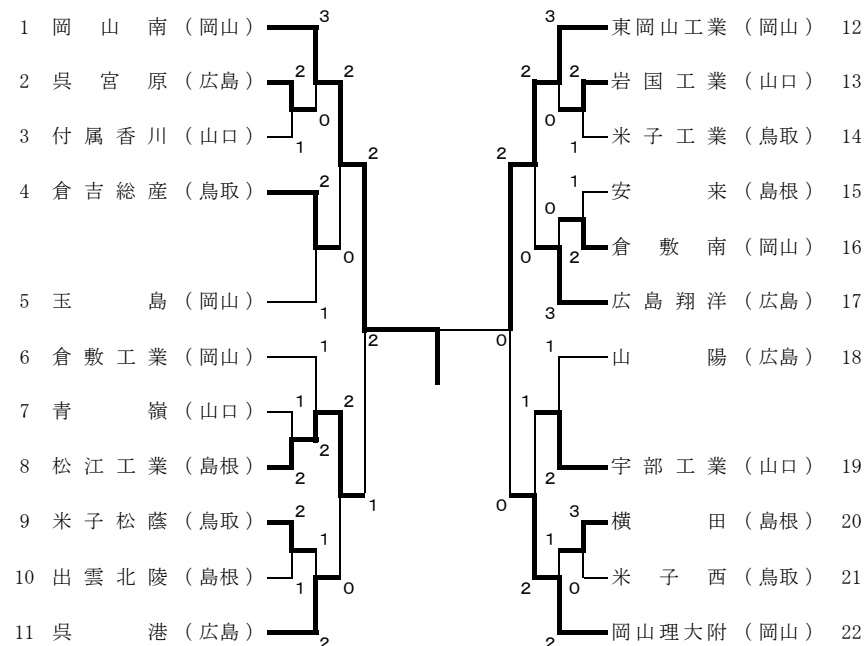 1 岡山南(岡山)
2 呉宮原(広島)
3 付属香川(山口)
4 倉吉総産(鳥取)
5 玉島(岡山)
6 倉敷工業(岡山)
7 青嶺(山口)
8 松江工業(島根)
9 米子松蔭(鳥取)
10 出雲北陵(島根)
11 呉港(広島)
3
2
2
0
1
2
2
0
1
1
1
2
2
2
2
1
2
1
1
0
2
2
3
2
2
0
1
2
1
0
0
2
3
0
1
1
2
0
3
1
0
2
2
東岡山工業(岡山) 12
岩国工業(山口) 13
米子工業(鳥取) 14
安来(島根) 15
倉敷南(岡山) 16
広島翔洋(広島) 17
山陽(広島) 18
宇部工業(山口) 19
横田(島根) 20
米子西(鳥取) 21
岡山理大附(岡山) 22